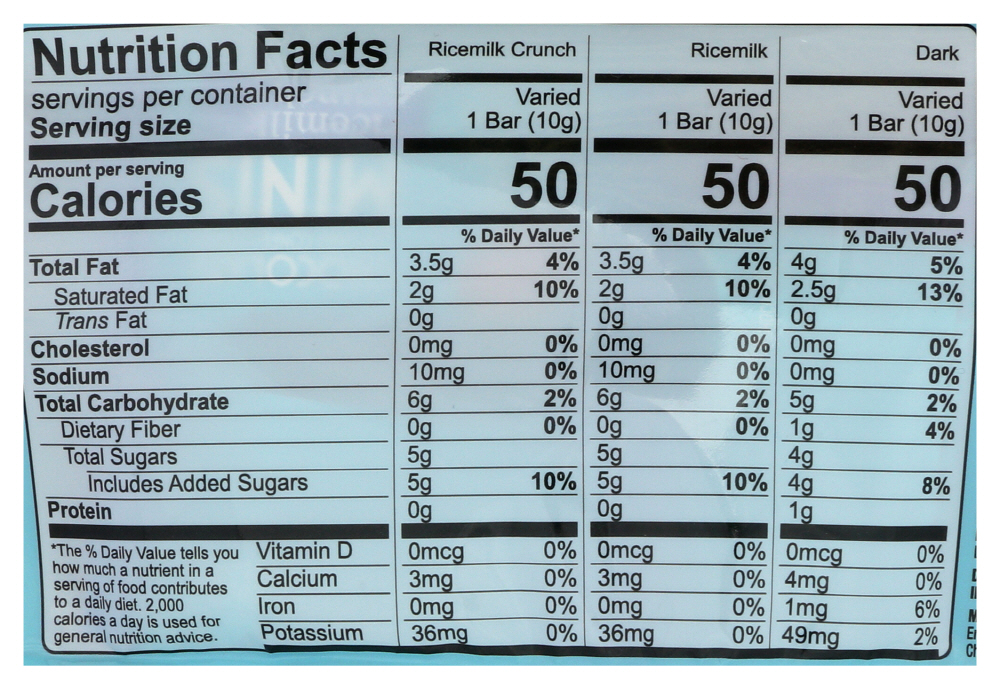 Nutrition Facts Ricemilk Crunch Ricemilk Dark
servings per container Varied Varied Varied
Serving size 1 Bar (10g) 1 Bar (10g) 1 Bar (10g)
Amount per serving
Calories 50 50 50
% Daily Value* % Daily Value* % Daily Value*
Total Fat 3.5g 4% 3.5g 4% 4g 5%
Saturated Fat 2g 10% 2g 10% 2.5g 13%
Trans Fat 0g 0g 0g
Cholesterol 0mg 0% 0mg 0% 0mg 0%
Sodium 10mg 0% 10mg 0% 0mg 0%
Total Carbohydrate 6g 2% 6g 2% 5g 2%
Dietary Fiber 0g 0% 0g 0% 1g 4%
Total Sugars 5g 5g 4g
Includes Added Sugars 5g 10% 5g 10% 4g 8%
Protein 0g 0g 1g
Vitamin D 0mcg 0% 0mcg 0% 0mcg 0%
Calcium 3mg 0% 3mg 0% 4mg 0%
Iron 0mg 0% 0mg 0% 1mg 6%
Potassium 36mg 0% 36mg 0% 49mg 2%
*The % Daily Value tells you
how much a nutrient in a
serving of food contributes
to a daily diet. 2,000
calories a day is used for
general nutrition advice.